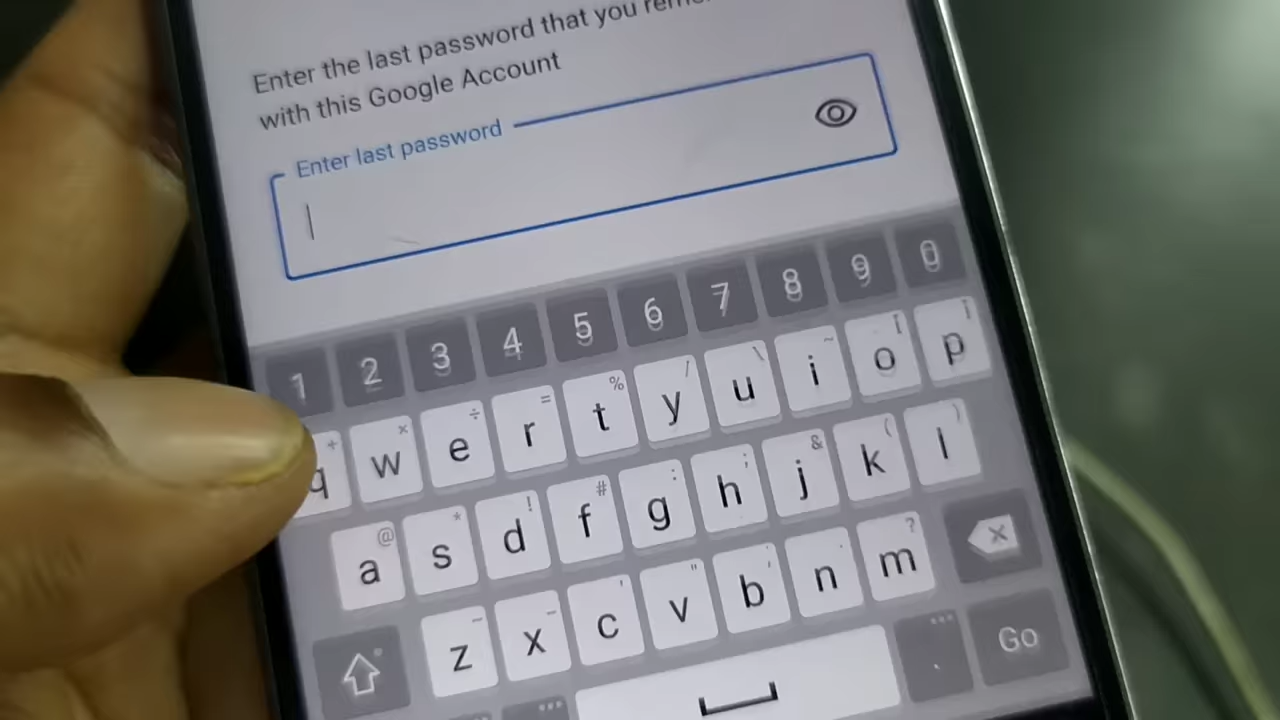 Enter the last password that you
with this Google Account
Enter last password
1 2 3 4 5 6 7 8 9 0
q w e r t y u i o p
+ × ÷ = % / \ ~ [ ]
a s d f g h j k l
@ * ! # : ; & ( )
z x c v b n m
- ' " ?
. Go